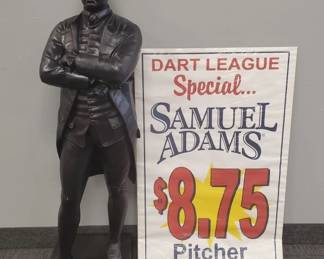 DART LEAGUE
Special...
SAMUEL
ADAMS
$8.75
Pitcher